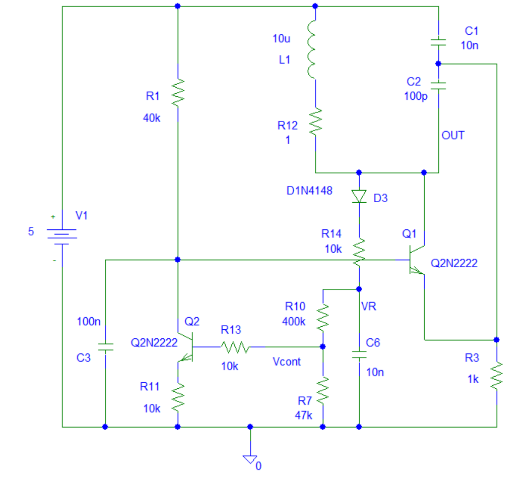 C1
10n
10u
L1
C2
100p
R1
40k
R12
1
OUT
D1N4148
D3
+
V1
5
-
R14
10k
Q1
Q2N2222
100n
C3
Q2
Q2N2222
R13
10k
R10
400k
VR
Vcont
C6
10n
R3
1k
R11
10k
R7
47k
0